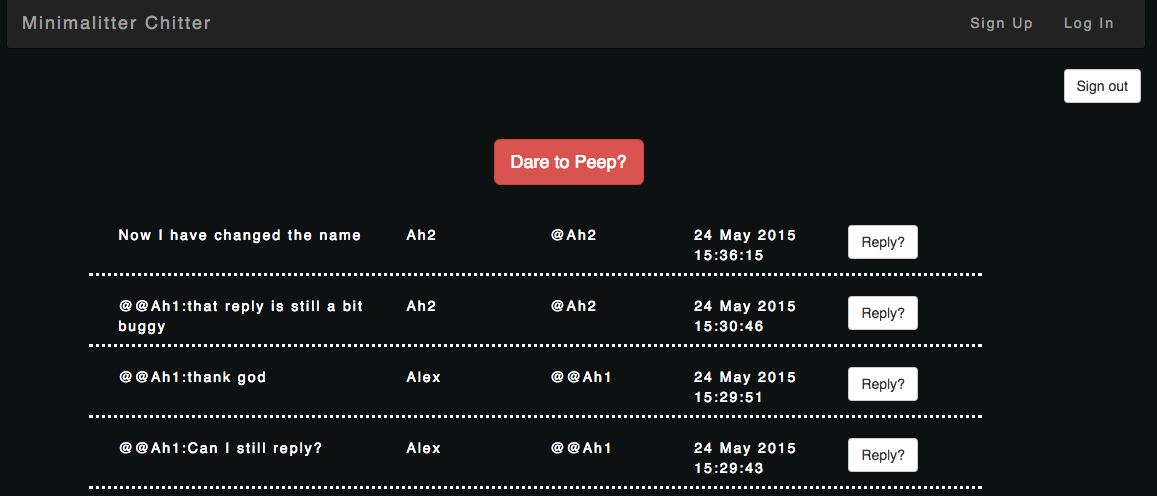 Minimalitter Chitter Sign Up Log In
Sign out
Dare to Peep?
Now I have changed the name Ah2 @Ah2 24 May 2015 Reply?
15:36:15
@@Ah1:that reply is still a bit Ah2 @Ah2 24 May 2015 Reply?
buggy 15:30:46
@@Ah1:thank god Alex @@Ah1 24 May 2015 Reply?
15:29:51
@@Ah1:Can I still reply? Alex @@Ah1 24 May 2015 Reply?
15:29:43